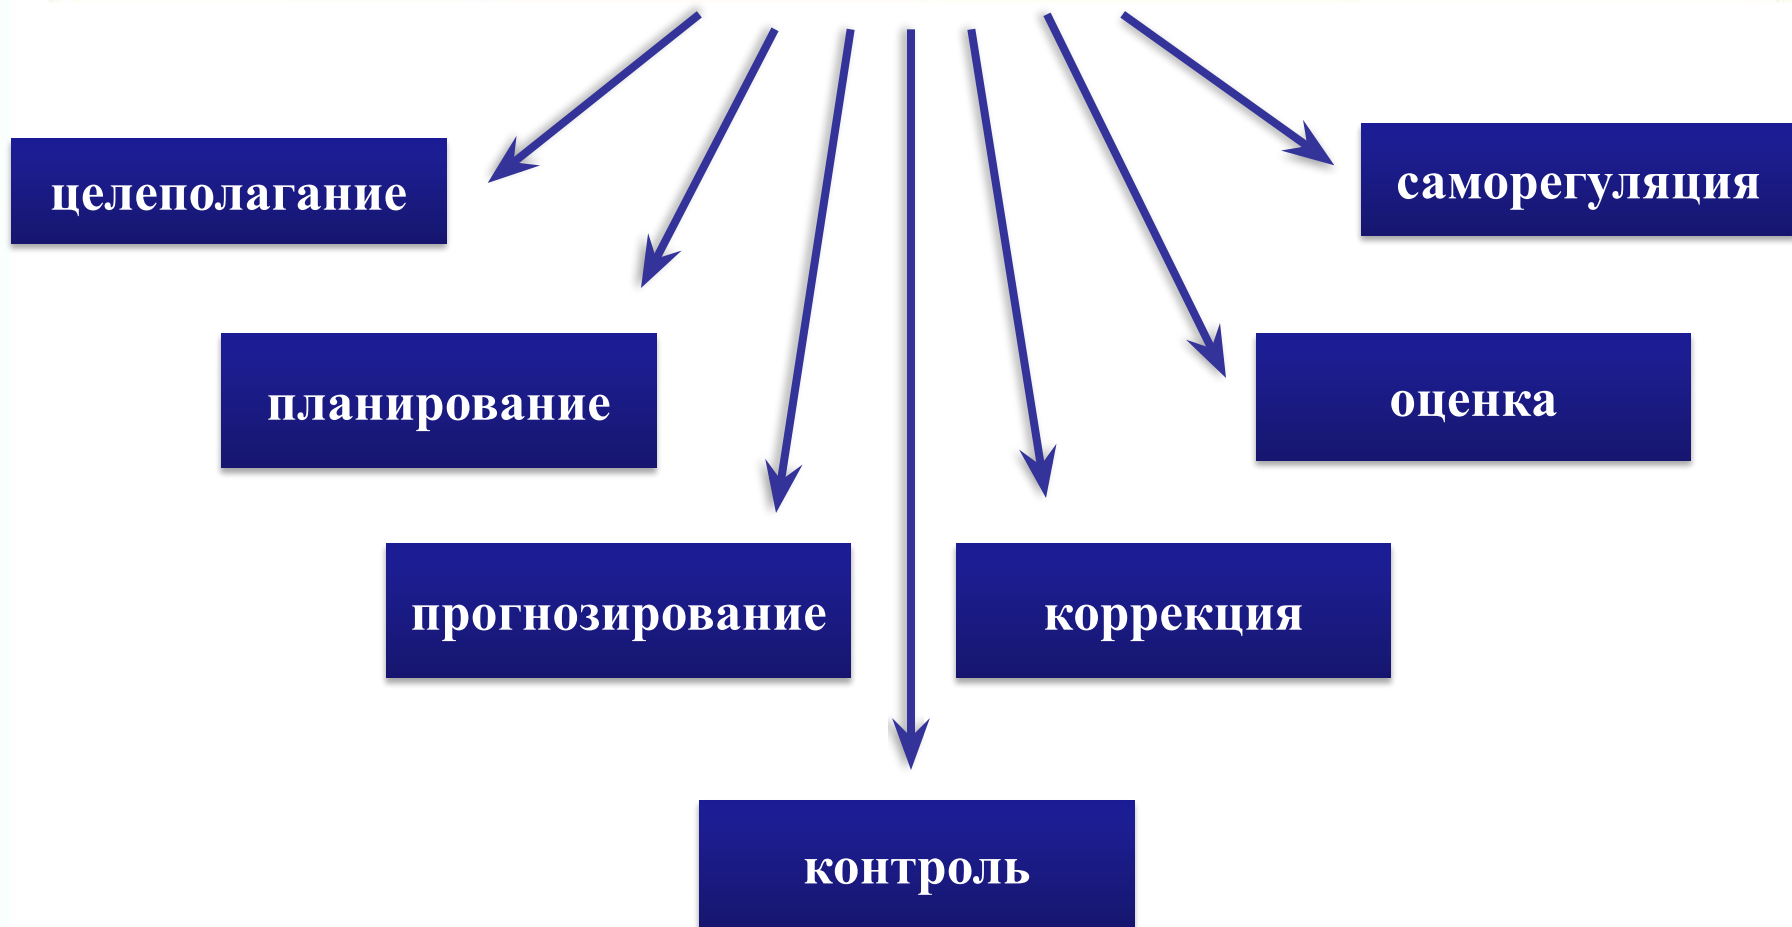 целеполагание
саморегуляция
планирование
оценка
прогнозирование
коррекция
контроль